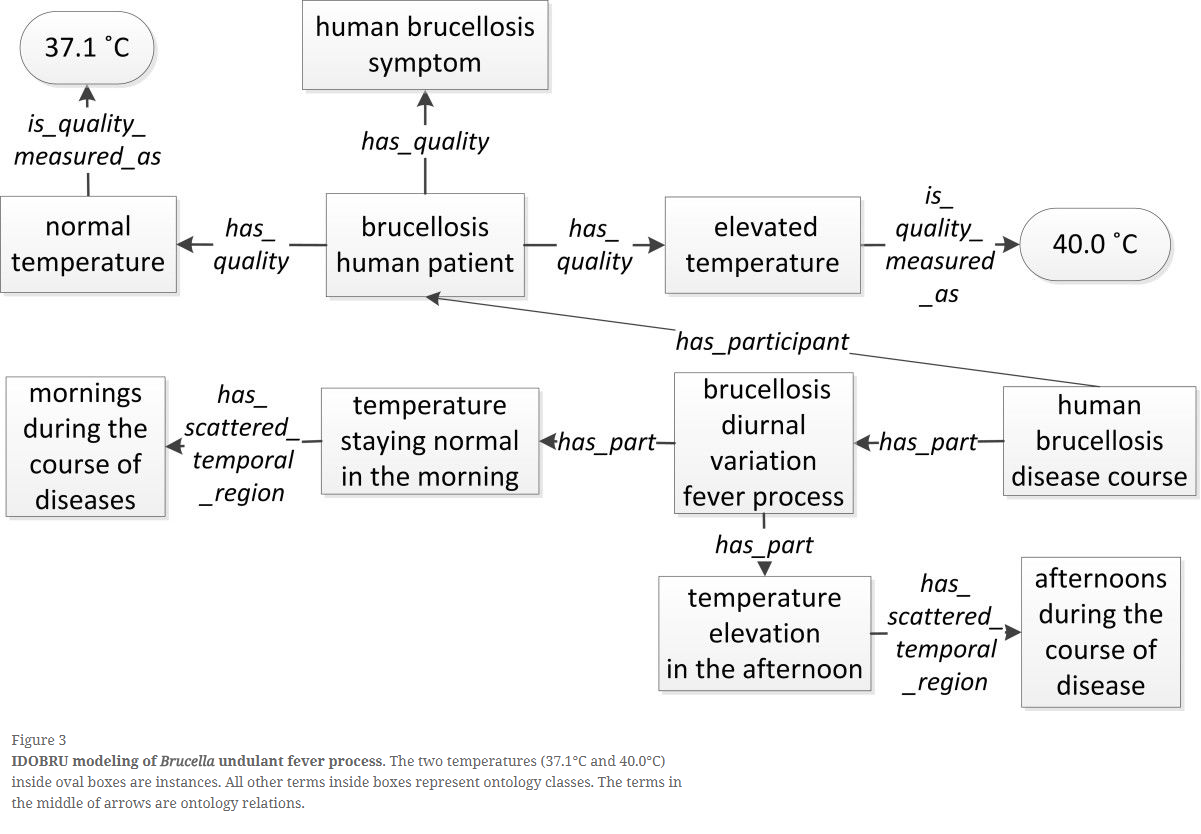 37.1 ˚C
human brucellosis
symptom
is_quality_
measured_as
has_quality
normal
temperature
has_
quality
brucellosis
human patient
has_
quality
elevated
temperature
is_
quality_
measured
_as
40.0 ˚C
has_participant
mornings
during the
course of
diseases
has_
scattered_
temporal
_region
temperature
staying normal
in the morning
has_part
brucellosis
diurnal
variation
fever process
has_part
human
brucellosis
disease course
has_part
temperature
elevation
in the afternoon
has_
scattered_
temporal
_region
afternoons
during the
course of
disease
Figure 3
IDOBRU modeling of Brucella undulant fever process. The two temperatures (37.1°C and 40.0°C)
inside oval boxes are instances. All other terms inside boxes represent ontology classes. The terms in
the middle of arrows are ontology relations.